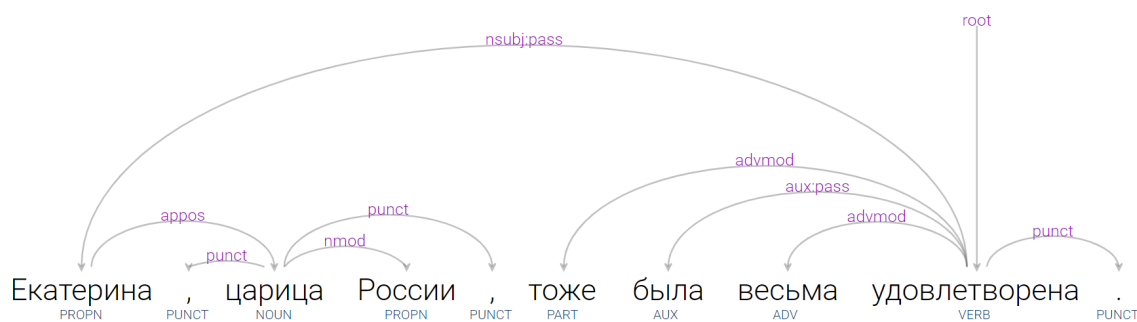 root
nsubj:pass
advmod
aux:pass
appos punct advmod
nmod punct
punct
Екатерина , царица России , тоже была весьма удовлетворена .
PROPN PUNCT NOUN PROPN PUNCT PART AUX ADV VERB PUNCT